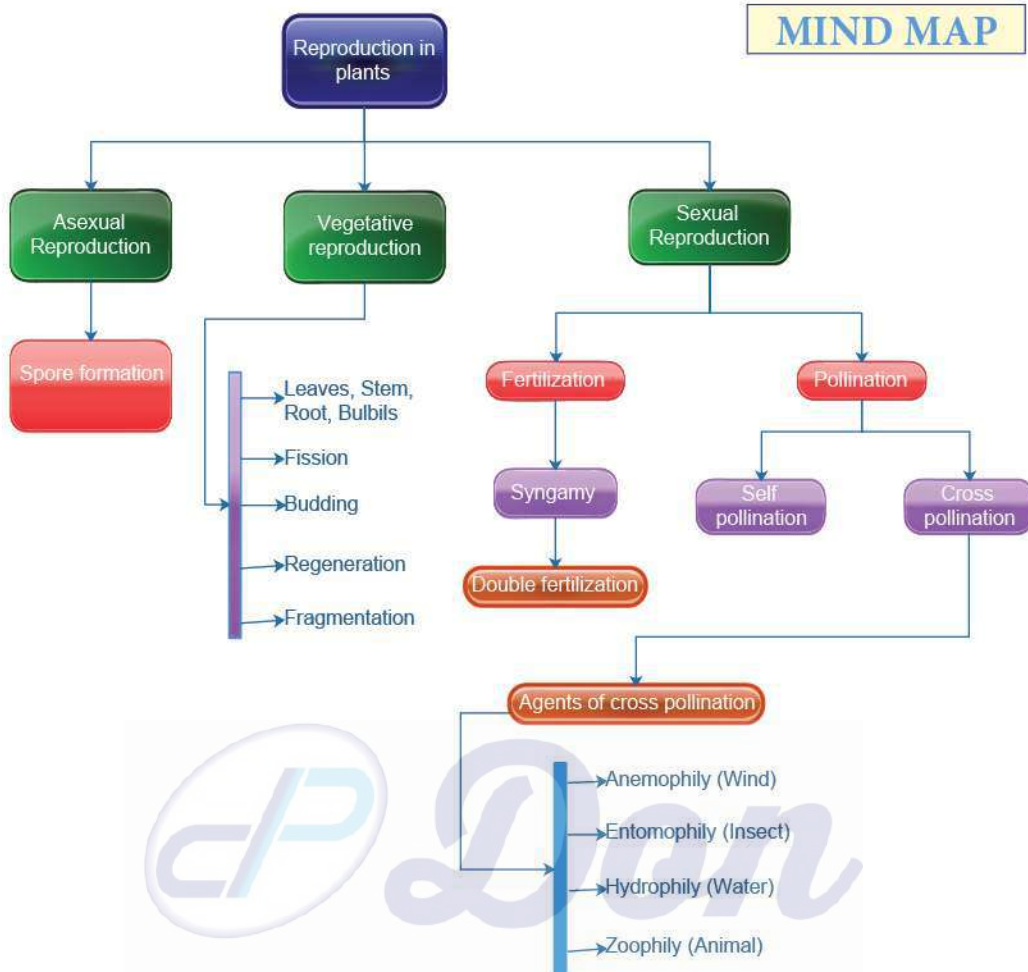 MIND MAP
Reproduction in
plants
Asexual
Reproduction
Vegetative
reproduction
Sexual
Reproduction
Spore formation
Leaves, Stem,
Root, Bulbils
Fission
Budding
Regeneration
Fragmentation
Fertilization
Pollination
Syngamy
Self
pollination
Cross
pollination
Double fertilization
Agents of cross pollination
Anemophily (Wind)
Entomophily (Insect)
Hydrophily (Water)
Zoophily (Animal)
Don